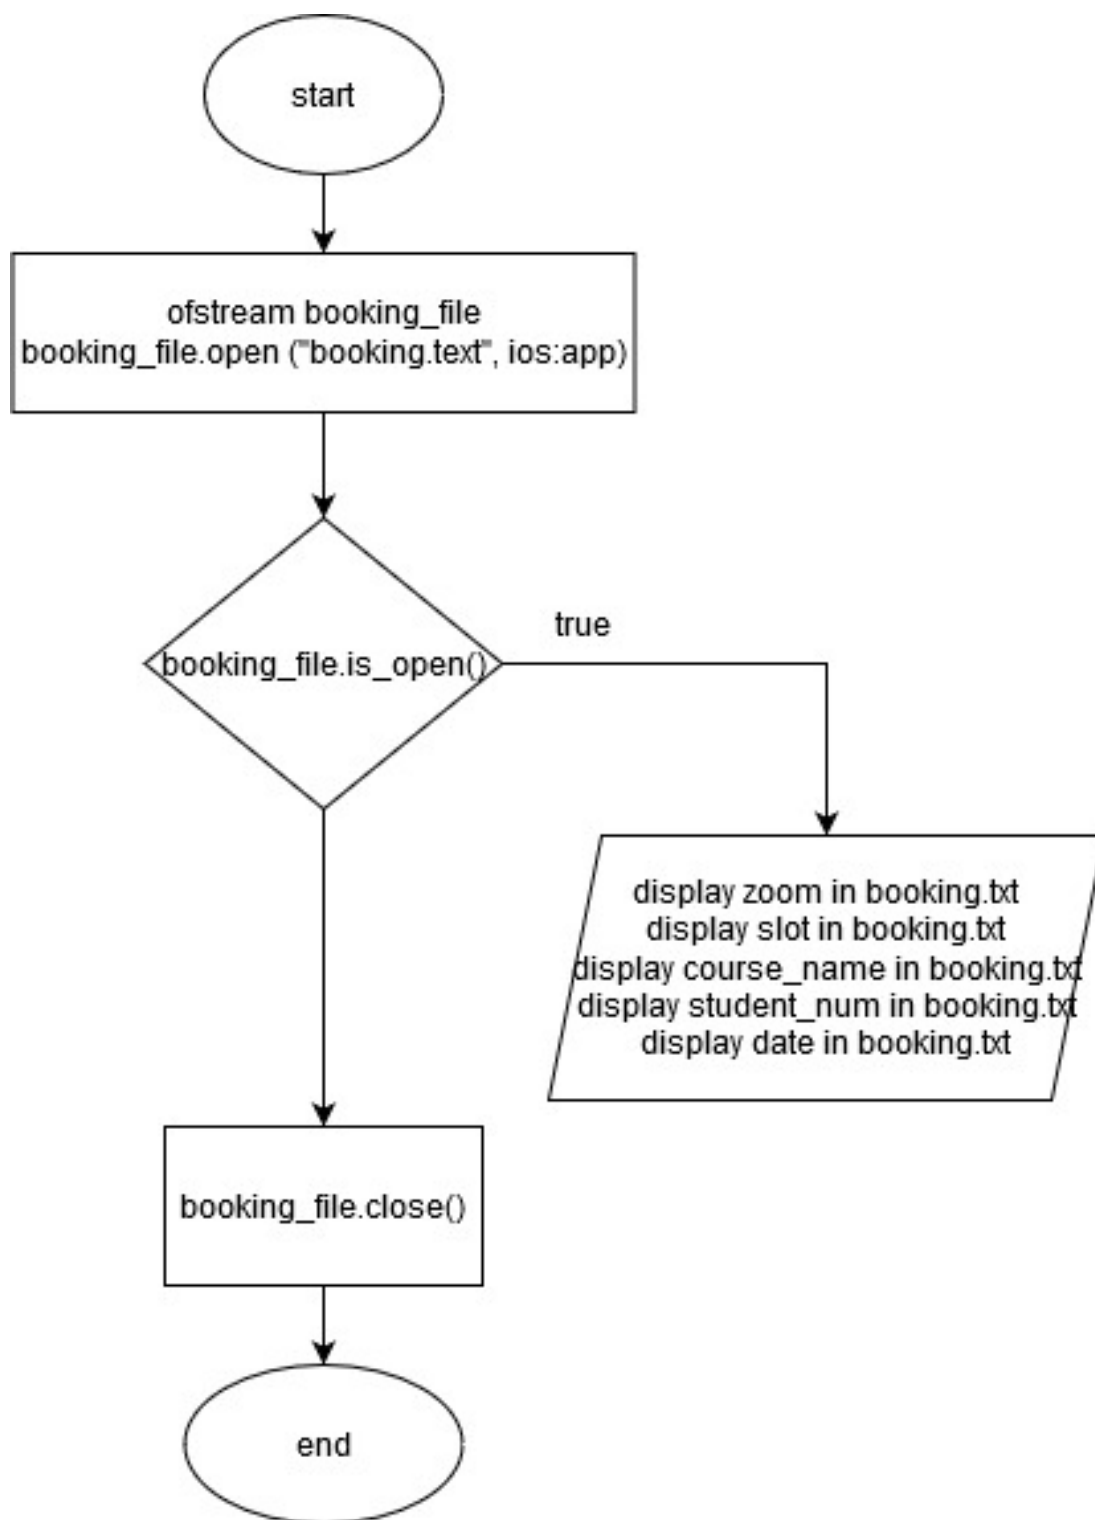 start
ofstream booking_file
booking_file.open ("booking.text", ios:app)
true
booking_file.is_open()
display zoom in booking.txt
display slot in booking.txt
display course_name in booking.txt
display student_num in booking.txt
display date in booking.txt
booking_file.close()
end